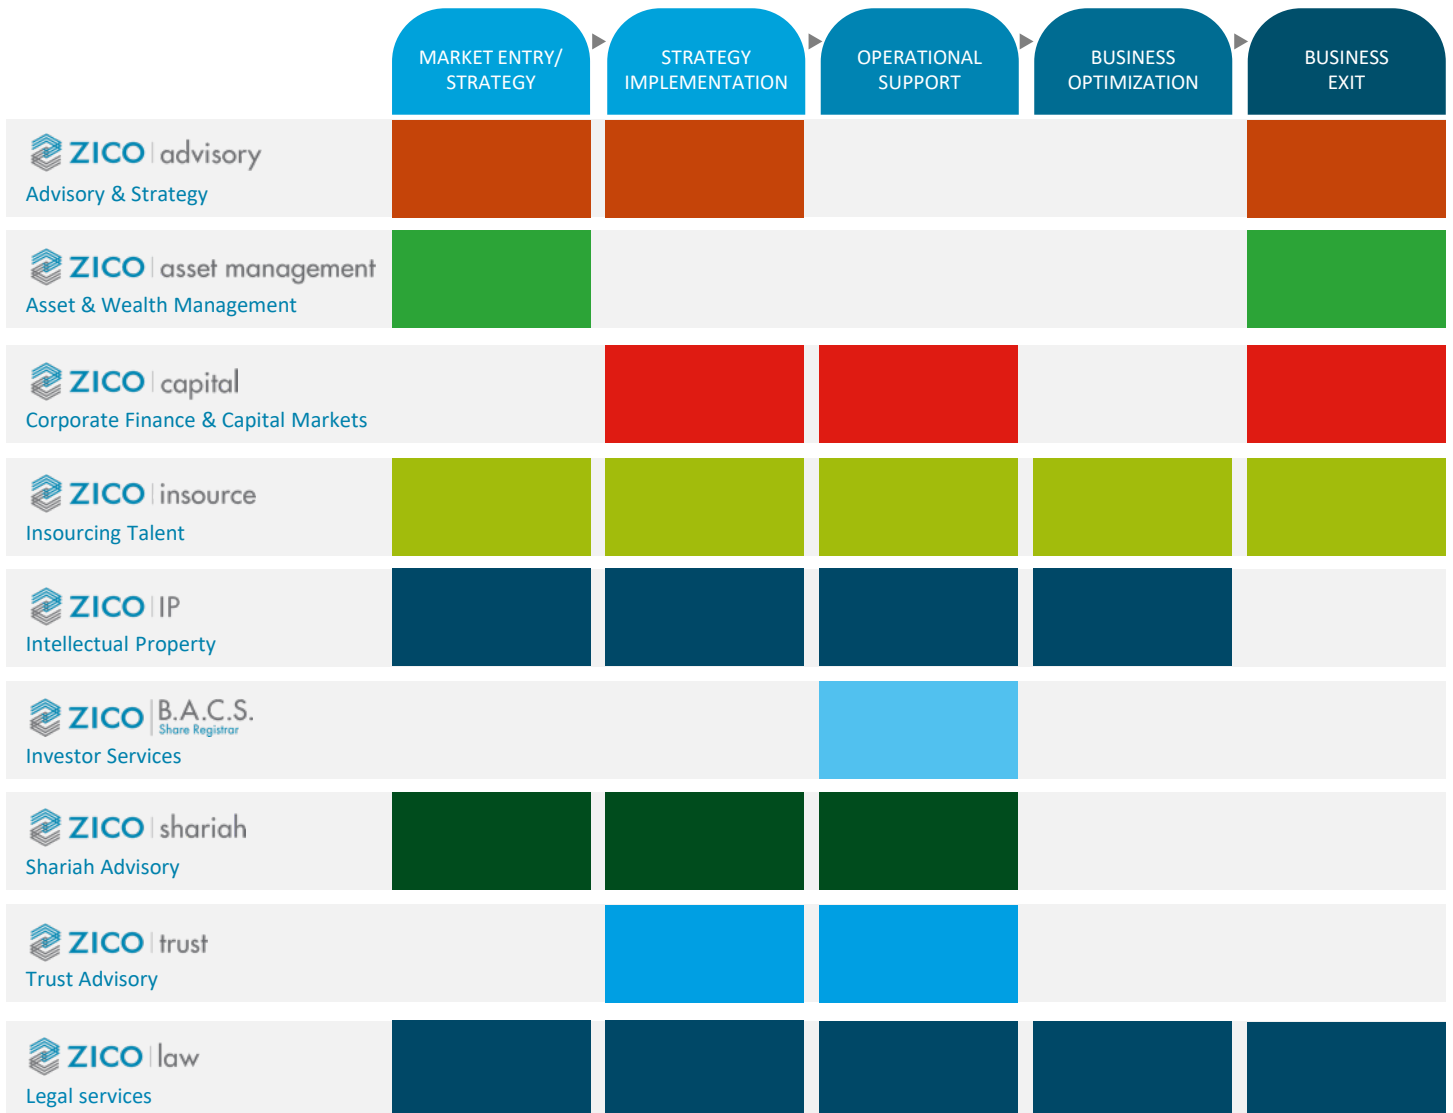 MARKET ENTRY/
STRATEGY
STRATEGY
IMPLEMENTATION
OPERATIONAL
SUPPORT
BUSINESS
OPTIMIZATION
BUSINESS
EXIT
ZICO | advisory
Advisory & Strategy
ZICO | asset management
Asset & Wealth Management
ZICO | capital
Corporate Finance & Capital Markets
ZICO | insource
Insourcing Talent
ZICO | IP
Intellectual Property
ZICO | B.A.C.S.
Share Registrar
Investor Services
ZICO | shariah
Shariah Advisory
ZICO | trust
Trust Advisory
ZICO | law
Legal services